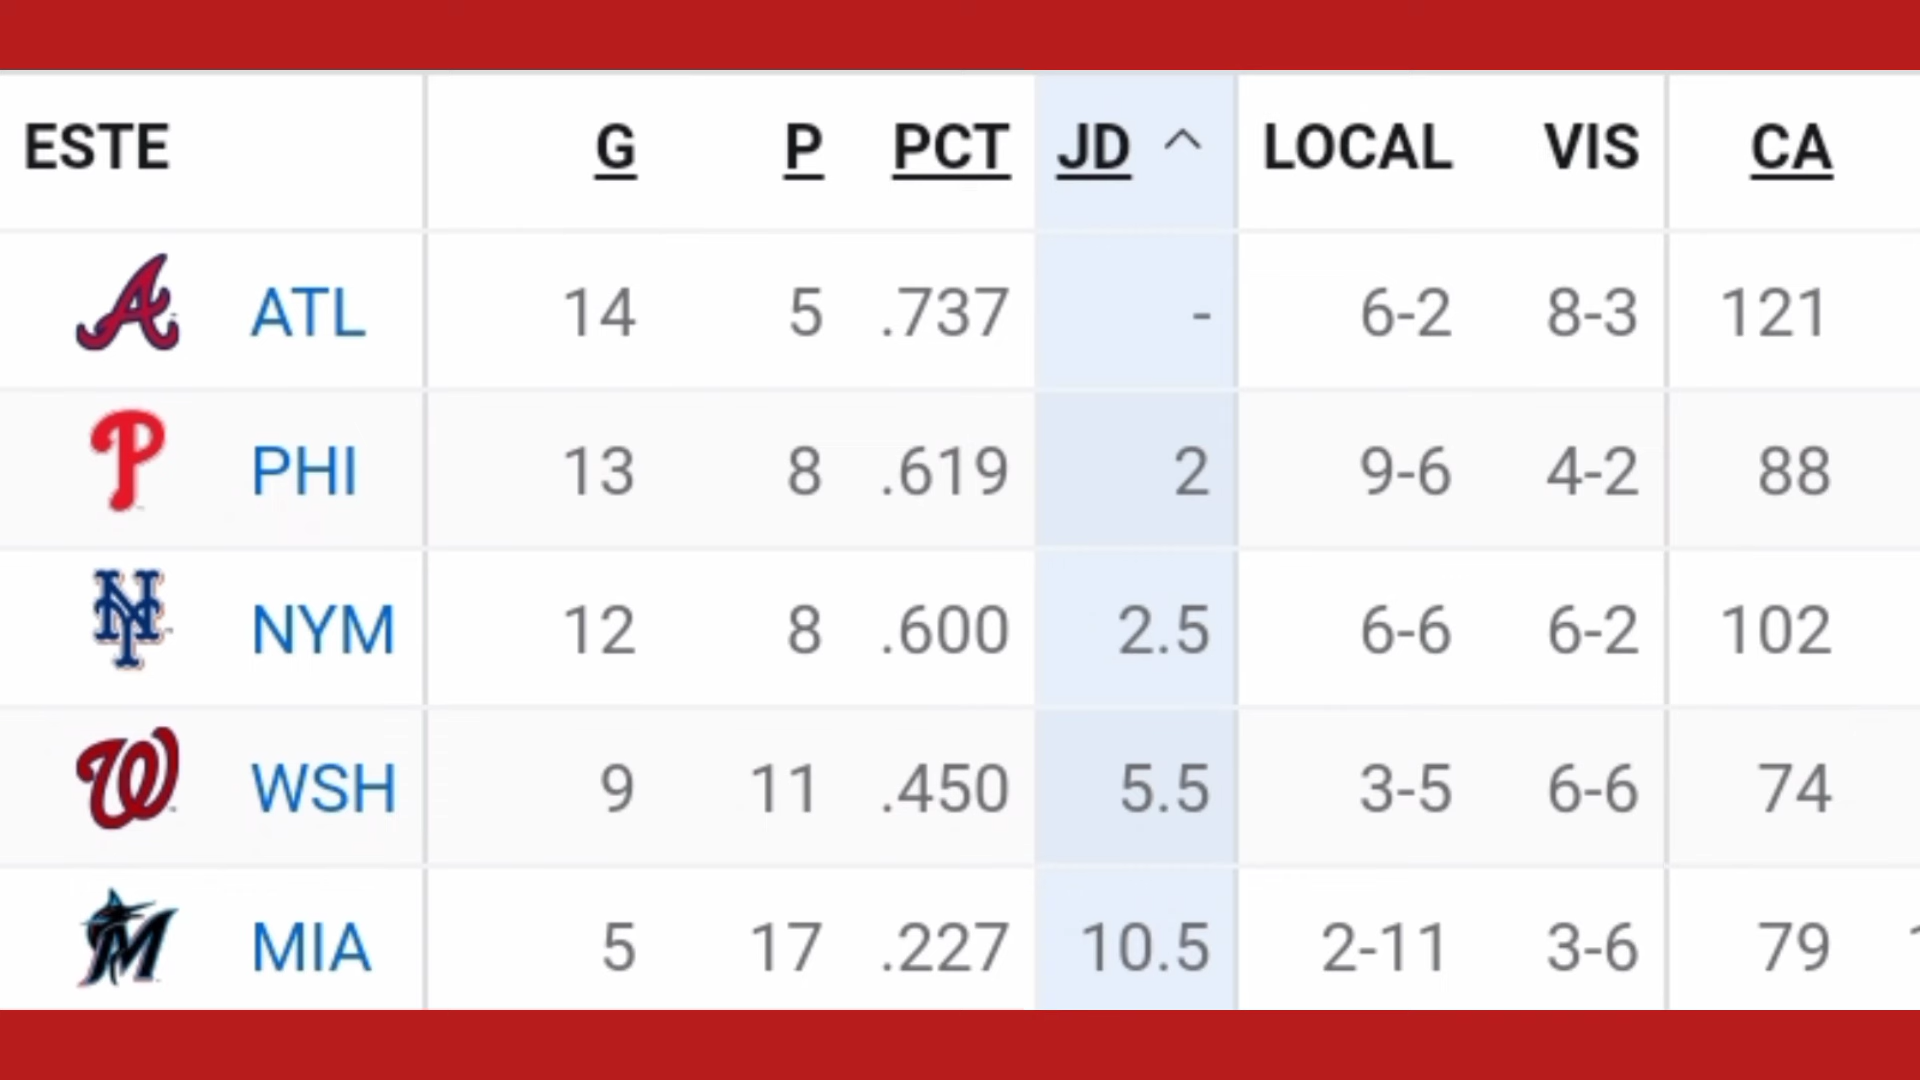 ESTE G P PCT JD LOCAL VIS CA
ATL 14 5 .737 - 6-2 8-3 121
PHI 13 8 .619 2 9-6 4-2 88
NYM 12 8 .600 2.5 6-6 6-2 102
WSH 9 11 .450 5.5 3-5 6-6 74
MIA 5 17 .227 10.5 2-11 3-6 79